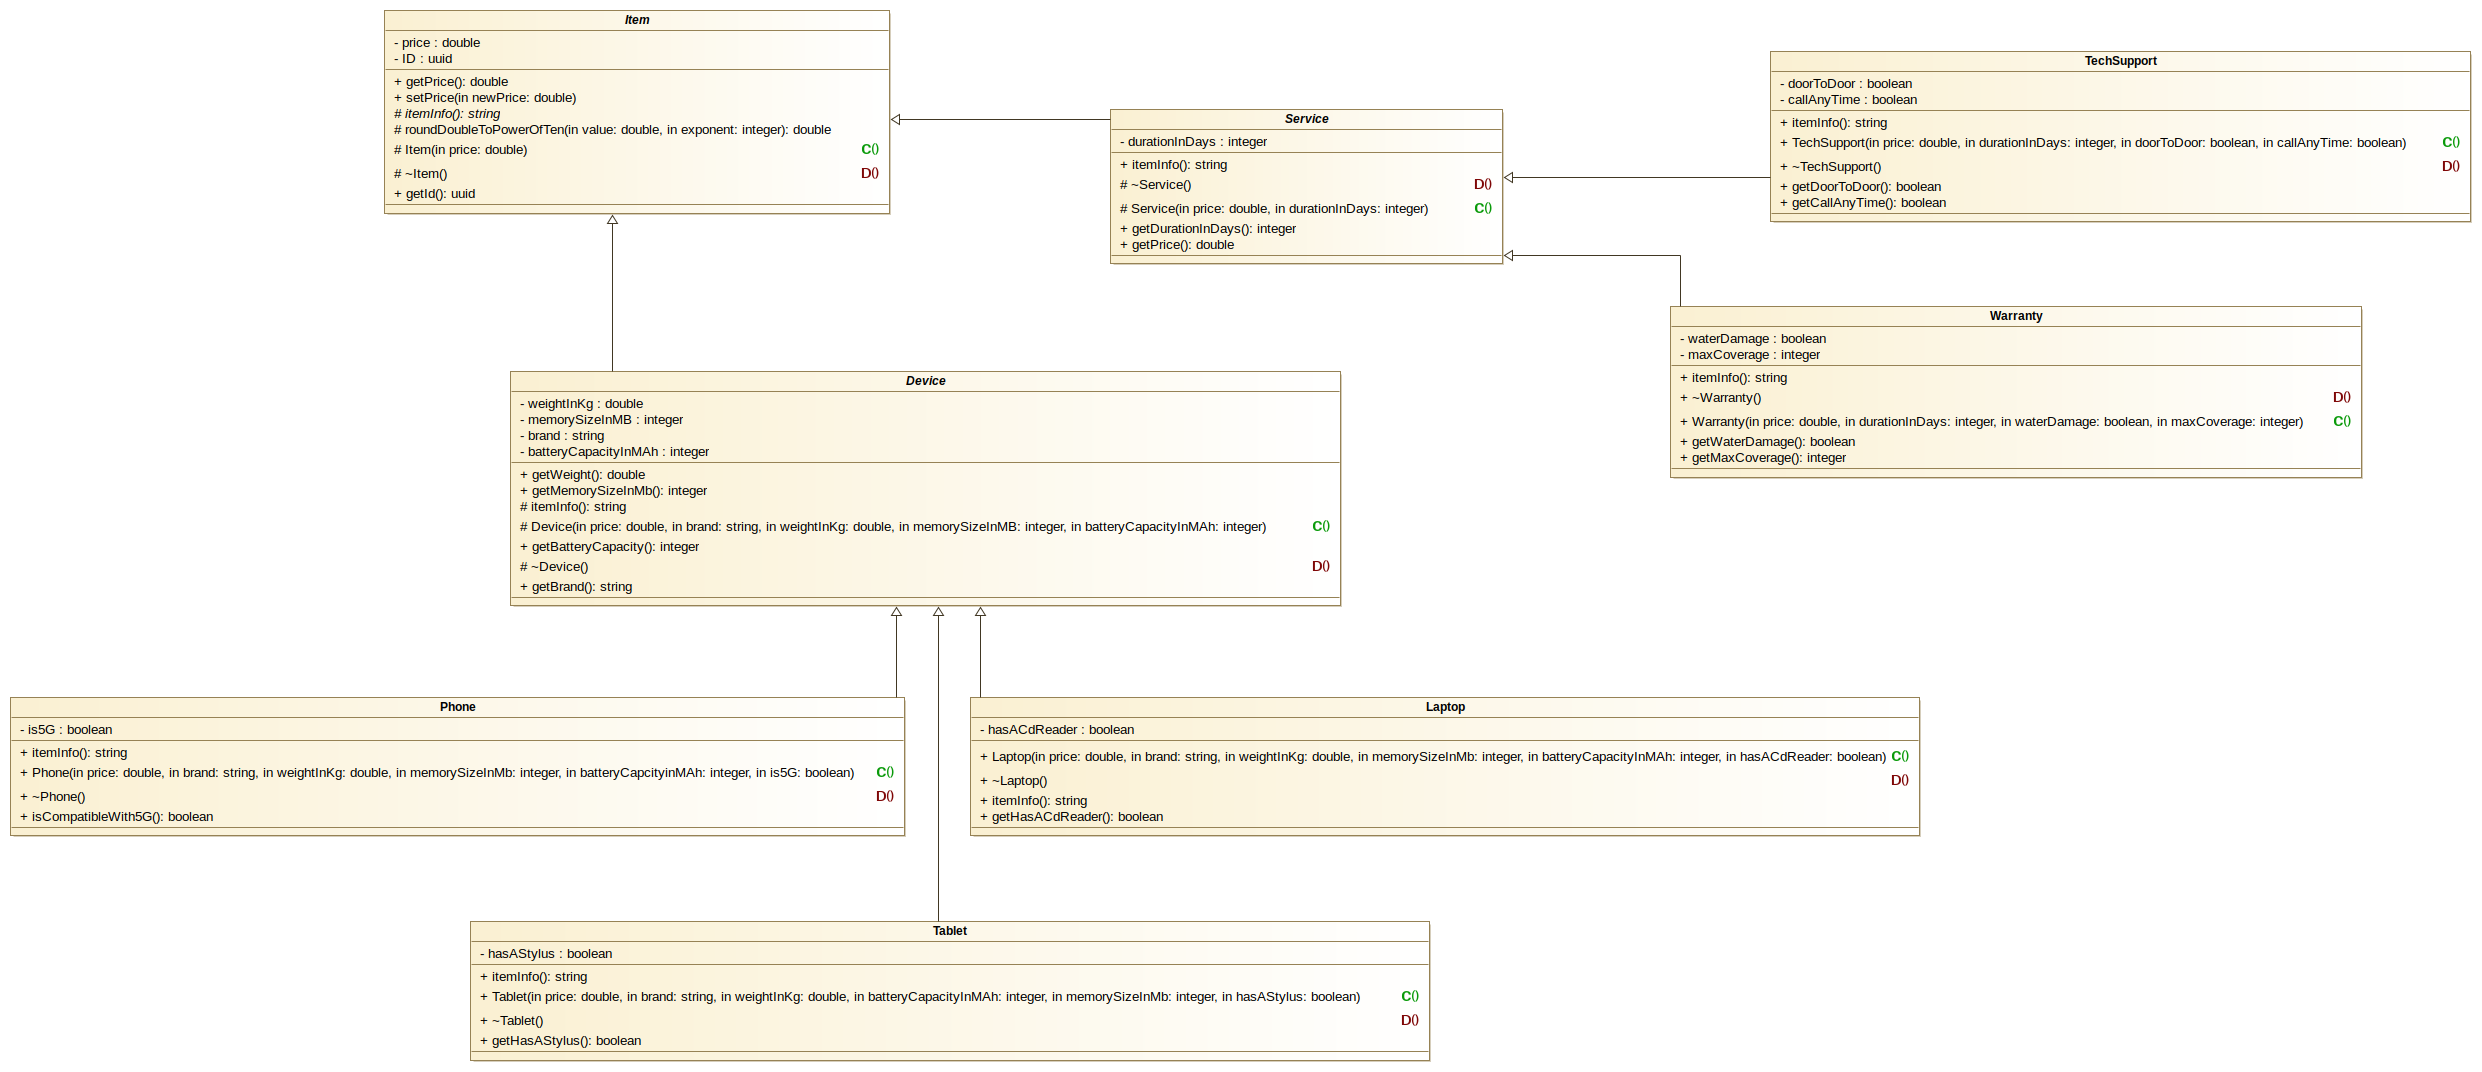 Item
- price : double
- ID : uuid
+ getPrice(): double
+ setPrice(in newPrice: double)
# itemInfo(): string
# roundDoubleToPowerOfTen(in value: double, in exponent: integer): double
# Item(in price: double) C()
# ~Item() D()
+ getId(): uuid
Service
- durationInDays : integer
+ itemInfo(): string
# ~Service() D()
# Service(in price: double, in durationInDays: integer) C()
+ getDurationInDays(): integer
+ getPrice(): double
TechSupport
- doorToDoor : boolean
- callAnyTime : boolean
+ itemInfo(): string
+ TechSupport(in price: double, in durationInDays: integer, in doorToDoor: boolean, in callAnyTime: boolean) C()
+ ~TechSupport() D()
+ getDoorToDoor(): boolean
+ getCallAnyTime(): boolean
Warranty
- waterDamage : boolean
- maxCoverage : integer
+ itemInfo(): string
+ ~Warranty() D()
+ Warranty(in price: double, in durationInDays: integer, in waterDamage: boolean, in maxCoverage: integer) C()
+ getWaterDamage(): boolean
+ getMaxCoverage(): integer
Device
- weightInKg : double
- memorySizeInMB : integer
- brand : string
- batteryCapacityInMAh : integer
+ getWeight(): double
+ getMemorySizeInMb(): integer
# itemInfo(): string
# Device(in price: double, in brand: string, in weightInKg: double, in memorySizeInMB: integer, in batteryCapacityInMAh: integer) C()
+ getBatteryCapacity(): integer
# ~Device() D()
+ getBrand(): string
Phone
- is5G : boolean
+ itemInfo(): string
+ Phone(in price: double, in brand: string, in weightInKg: double, in memorySizeInMb: integer, in batteryCapcityinMAh: integer, in is5G: boolean) C()
+ ~Phone() D()
+ isCompatibleWith5G(): boolean
Laptop
- hasACdReader : boolean
+ Laptop(in price: double, in brand: string, in weightInKg: double, in memorySizeInMb: integer, in batteryCapacityInMAh: integer, in hasACdReader: boolean) C()
+ ~Laptop() D()
+ itemInfo(): string
+ getHasACdReader(): boolean
Tablet
- hasAStylus : boolean
+ itemInfo(): string
+ Tablet(in price: double, in brand: string, in weightInKg: double, in batteryCapacityInMAh: integer, in memorySizeInMb: integer, in hasAStylus: boolean) C()
+ ~Tablet() D()
+ getHasAStylus(): boolean